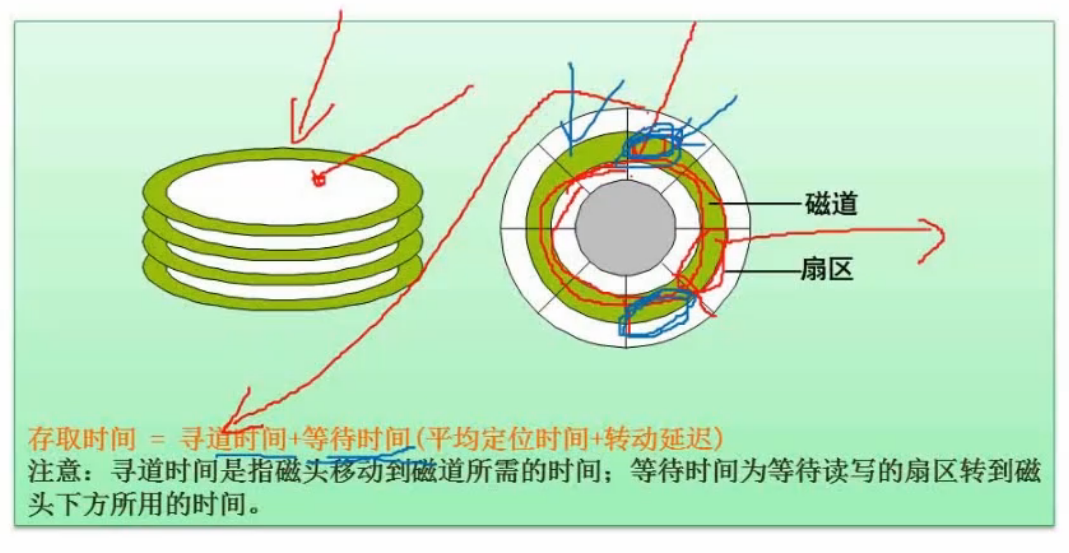 磁道
扇区
存取时间 = 寻道时间+等待时间(平均定位时间+转动延迟)
注意：寻道时间是指磁头移动到磁道所需的时间；等待时间为等待读写的扇区转到磁
头下方所用的时间。